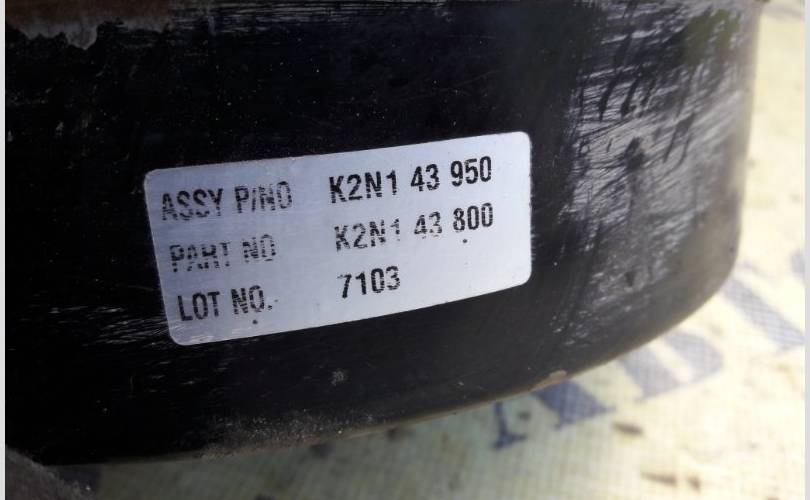 ASSY P/NO K2N1 43 950
PART NO K2N1 43 800
LOT NO. 7103